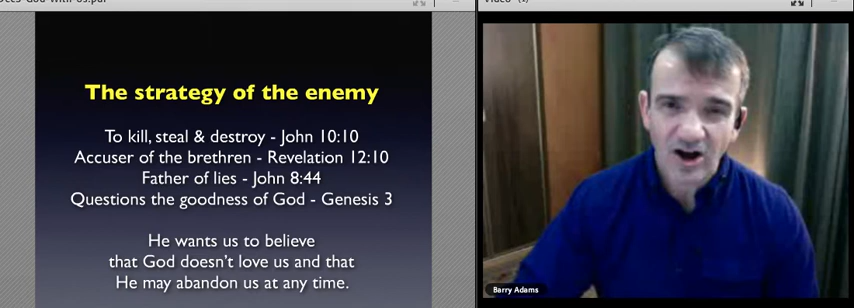 The strategy of the enemy
To kill, steal & destroy - John 10:10
Accuser of the brethren - Revelation 12:10
Father of lies - John 8:44
Questions the goodness of God - Genesis 3
He wants us to believe
that God doesn't love us and that
He may abandon us at any time.
Barry Adams